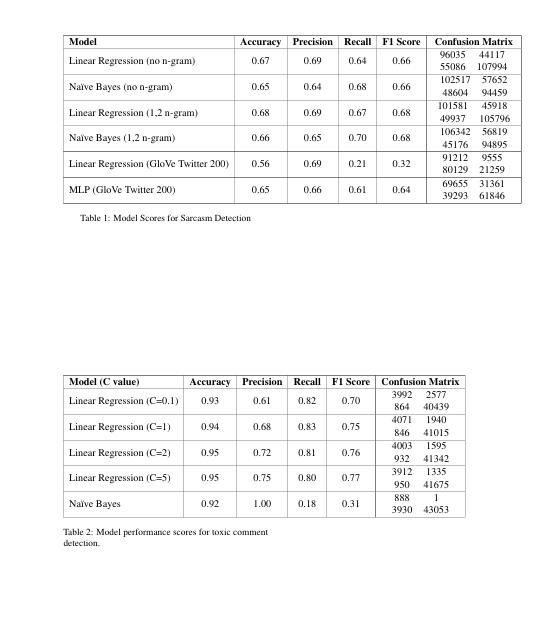 Model Accuracy Precision Recall F1 Score Confusion Matrix
Linear Regression (no n-gram) 0.67 0.69 0.64 0.66 96035 44117
55086 107994
Naïve Bayes (no n-gram) 0.65 0.64 0.68 0.66 102517 57652
48604 94459
Linear Regression (1,2 n-gram) 0.68 0.69 0.67 0.68 101581 45918
49937 105796
Naïve Bayes (1,2 n-gram) 0.66 0.65 0.70 0.68 106342 56819
45176 94895
Linear Regression (GloVe Twitter 200) 0.56 0.69 0.21 0.32 91212 9555
80129 21259
MLP (GloVe Twitter 200) 0.65 0.66 0.61 0.64 69655 31361
39293 61846
Table 1: Model Scores for Sarcasm Detection
Model (C value) Accuracy Precision Recall F1 Score Confusion Matrix
Linear Regression (C=0.1) 0.93 0.61 0.82 0.70 3992 2577
864 40439
Linear Regression (C=1) 0.94 0.68 0.83 0.75 4071 1940
846 41015
Linear Regression (C=2) 0.95 0.72 0.81 0.76 4003 1595
932 41342
Linear Regression (C=5) 0.95 0.75 0.80 0.77 3912 1335
950 41675
Naïve Bayes 0.92 1.00 0.18 0.31 888 1
3930 43053
Table 2: Model performance scores for toxic comment
detection.